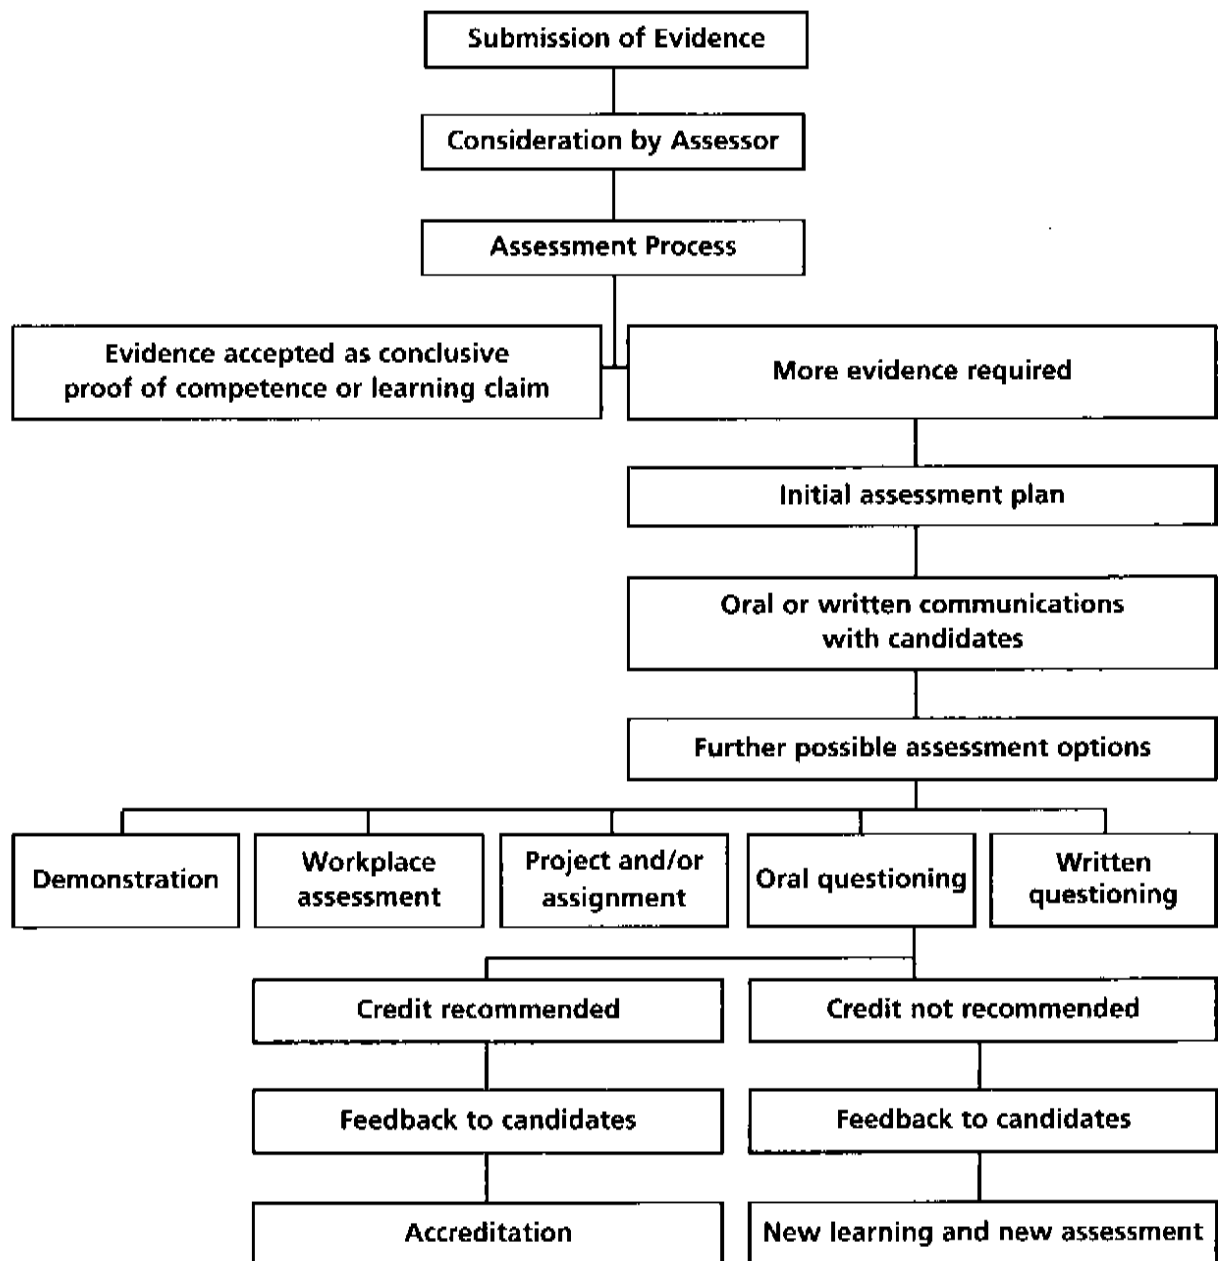 Submission of Evidence
Consideration by Assessor
Assessment Process
Evidence accepted as conclusive
proof of competence or learning claim
More evidence required
Initial assessment plan
Oral or written communications
with candidates
Further possible assessment options
Demonstration
Workplace
assessment
Project and/or
assignment
Oral questioning
Written
questioning
Credit recommended
Credit not recommended
Feedback to candidates
Feedback to candidates
Accreditation
New learning and new assessment